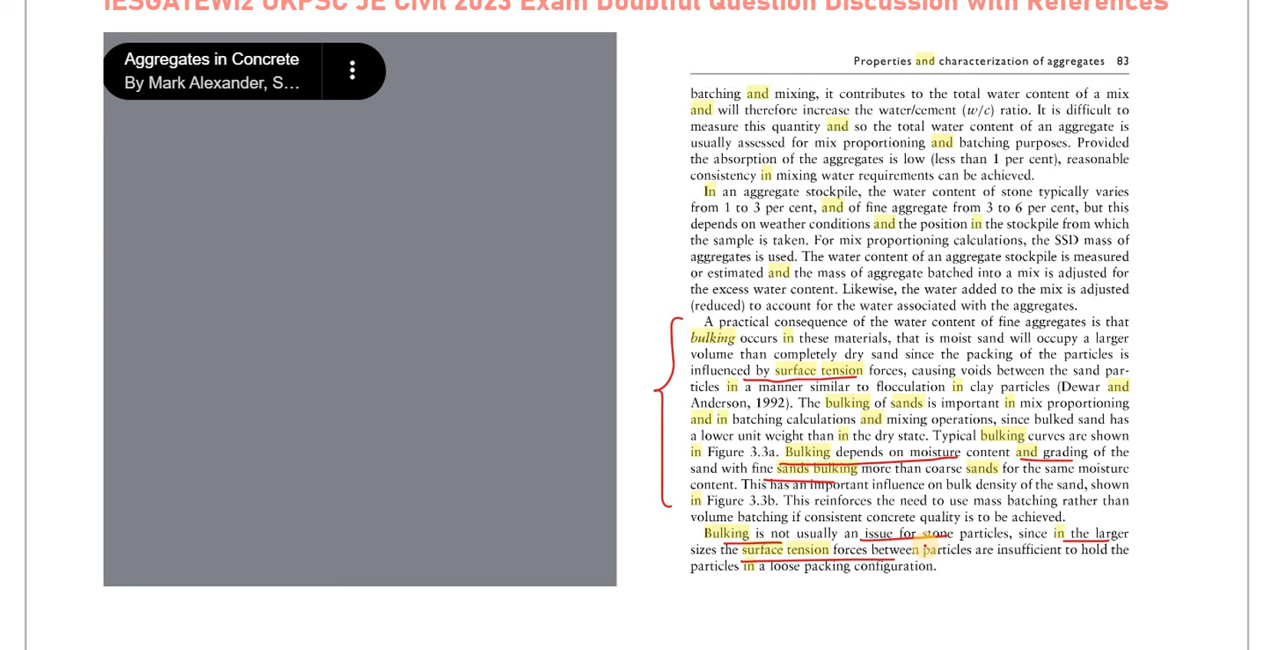 IESGATEWiz UKPSC JE Civil 2023 Exam Doubtful Question Discussion with References
Aggregates in Concrete
By Mark Alexander, S...
Properties and characterization of aggregates 83
batching and mixing, it contributes to the total water content of a mix
and will therefore increase the water/cement (w/c) ratio. It is difficult to
measure this quantity and so the total water content of an aggregate is
usually assessed for mix proportioning and batching purposes. Provided
the absorption of the aggregates is low (less than 1 per cent), reasonable
consistency in mixing water requirements can be achieved.
In an aggregate stockpile, the water content of stone typically varies
from 1 to 3 per cent, and of fine aggregate from 3 to 6 per cent, but this
depends on weather conditions and the position in the stockpile from which
the sample is taken. For mix proportioning calculations, the SSD mass of
aggregates is used. The water content of an aggregate stockpile is measured
or estimated and the mass of aggregate batched into a mix is adjusted for
the excess water content. Likewise, the water added to the mix is adjusted
(reduced) to account for the water associated with the aggregates.
A practical consequence of the water content of fine aggregates is that
bulking occurs in these materials, that is moist sand will occupy a larger
volume than completely dry sand since the packing of the particles is
influenced by surface tension forces, causing voids between the sand par-
ticles in a manner similar to flocculation in clay particles (Dewar and
Anderson, 1992). The bulking of sands is important in mix proportioning
and in batching calculations and mixing operations, since bulked sand has
a lower unit weight than in the dry state. Typical bulking curves are shown
in Figure 3.3a. Bulking depends on moisture content and grading of the
sand with fine sands bulking more than coarse sands for the same moisture
content. This has an important influence on bulk density of the sand, shown
in Figure 3.3b. This reinforces the need to use mass batching rather than
volume batching if consistent concrete quality is to be achieved.
Bulking is not usually an issue for stone particles, since in the larger
sizes the surface tension forces between particles are insufficient to hold the
particles in a loose packing configuration.